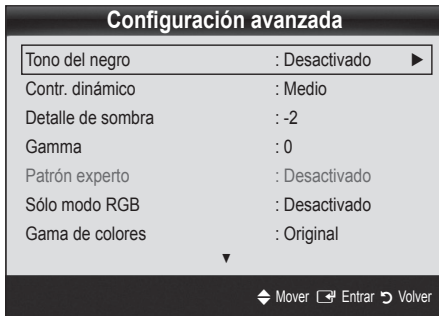 Configuración avanzada
Tono del negro : Desactivado ▶
Contr. dinámico : Medio
Detalle de sombra : -2
Gamma : 0
Patrón experto : Desactivado
Sólo modo RGB : Desactivado
Gama de colores : Original
▼
Mover Entrar Volver